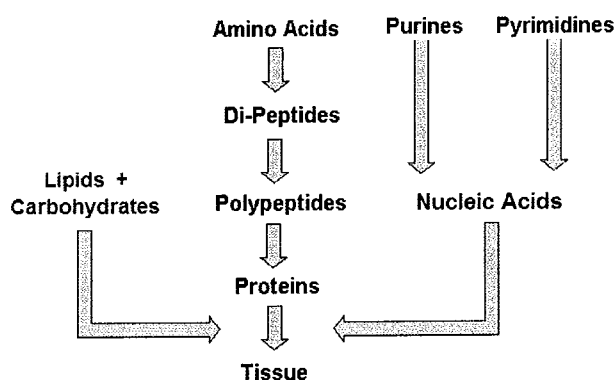 Amino Acids
Purines
Pyrimidines
Di-Peptides
Lipids +
Carbohydrates
Polypeptides
Nucleic Acids
Proteins
Tissue